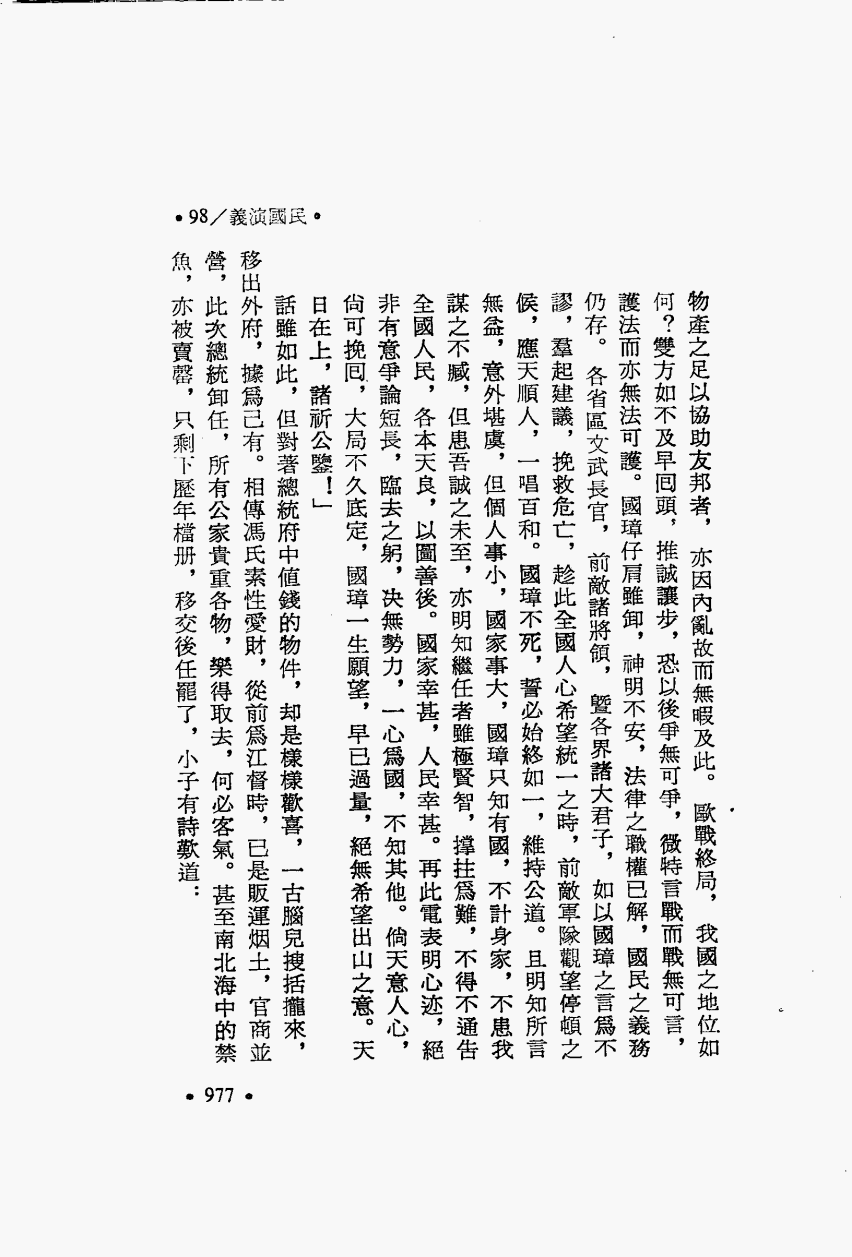 •98/義演國民•
物產之足以協助友邦者，亦因內亂故而無暇及此。歐戰終局，我國之地位如
何？雙方如不及早囘頭，推誠讓步，恐以後爭無可爭，微特言戰而戰無可言，
護法而亦無法可護。國璋仔肩雖卸，神明不安，法律之職權已解，國民之義務
仍存。各省區文武長官，前敵諸將領，暨各界諸大君子，如以國璋之言爲不
謬，羣起建議，挽救危亡，趁此全國人心希望統一之時，前敵軍隊觀望停頓之
候，應天順人，一唱百和。國璋不死，誓必始終如一，維持公道。且明知所言
無益，意外堪虞，但個人事小，國家事大，國璋只知有國，不計身家，不患我
謀之不臧，但患吾誠之未至，亦明知繼任者雖極賢智，撐拄爲難，不得不通告
全國人民，各本天良，以圖善後。國家幸甚，人民幸甚。再此電表明心迹，絕
非有意爭論短長，臨去之躬，決無勢力，一心爲國，不知其他。倘天意人心，
尙可挽囘，大局不久底定，國璋一生願望，早已過量，絕無希望出山之意。天
日在上，諸祈公鑒！」
話雖如此，但對著總統府中値錢的物件，却是樣樣歡喜，一古腦兒搜括攏來，
移出外府，據爲己有。相傳馮氏素性愛財，從前爲江督時，已是販運烟土，官商並
營，此次總統卸任，所有公家貴重各物，樂得取去，何必客氣。甚至南北海中的禁
魚，亦被賣罄，只剩下歷年檔册，移交後任罷了，小子有詩歎道：
•977•